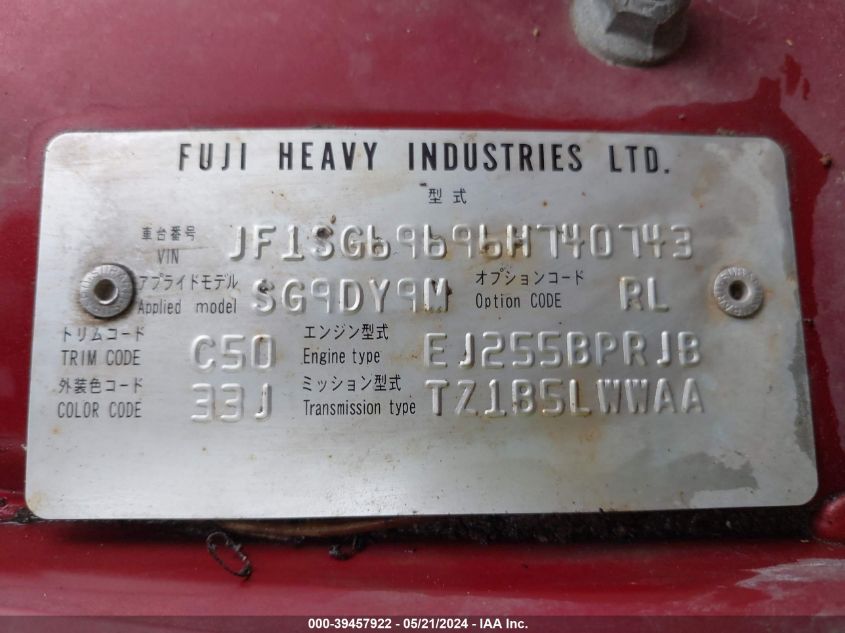 FUJI HEAVY INDUSTRIES LTD.
型式
車台番号
VIN JF1SG69696H740743
アプライドモデル
Applied model SG9DY9M
オプションコード
Option CODE RL
トリムコード
TRIM CODE C50
エンジン型式
Engine type EJ255BPRJB
外装色コード
COLOR CODE 33J
ミッション型式
Transmission type TZ1B5LWWAA
000-39457922 - 05/21/2024 - IAA Inc.